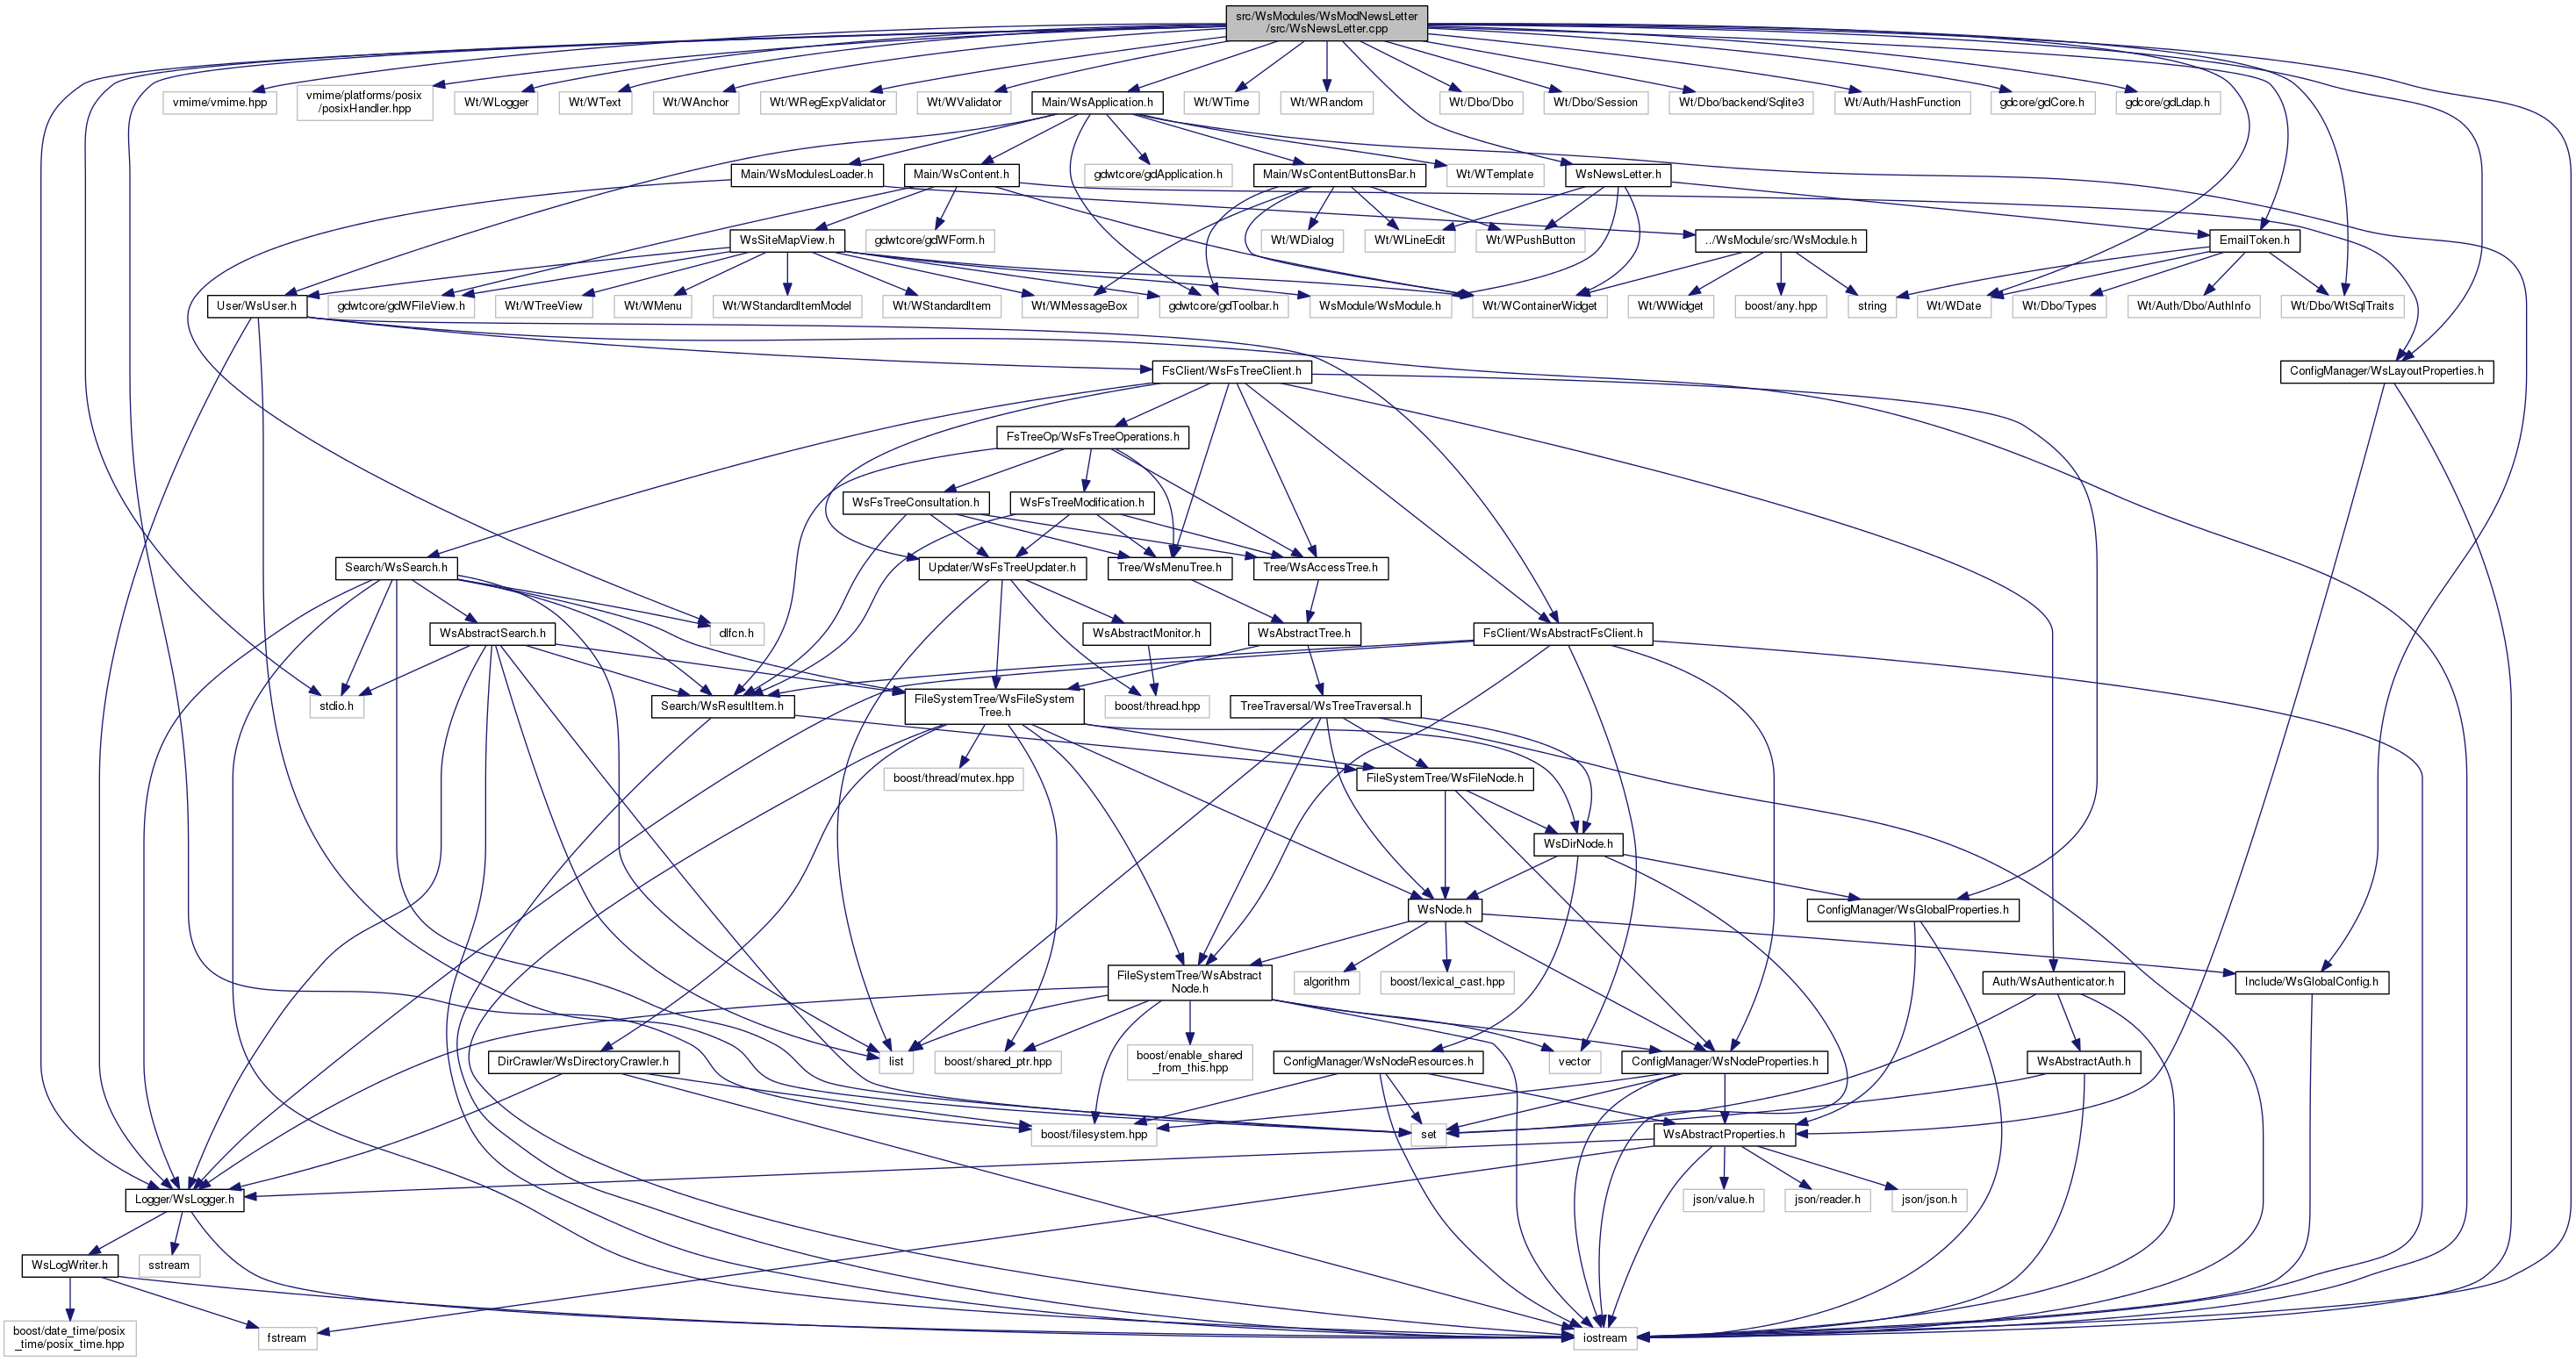 src/WsModules/WsModNewsLetter
/src/WsNewsLetter.cpp
vmime/vmime.hpp
vmime/platforms/posix
/posixHandler.hpp
Wt/WLogger
Wt/WText
Wt/WAnchor
Wt/WRegExpValidator
Wt/WValidator
Main/WsApplication.h
Wt/WTime
Wt/WRandom
Wt/Dbo/Dbo
Wt/Dbo/Session
Wt/Dbo/backend/Sqlite3
Wt/Auth/HashFunction
gdcore/gdCore.h
gdcore/gdLdap.h
Main/WsModulesLoader.h
Main/WsContent.h
gdwtcore/gdApplication.h
Main/WsContentButtonsBar.h
Wt/WTemplate
WsNewsLetter.h
WsSiteMapView.h
gdwtcore/gdWForm.h
Wt/WDialog
Wt/WLineEdit
Wt/WPushButton
../WsModule/src/WsModule.h
EmailToken.h
User/WsUser.h
gdwtcore/gdWFileView.h
Wt/WTreeView
Wt/WMenu
Wt/WStandardItemModel
Wt/WStandardItem
Wt/WMessageBox
gdwtcore/gdToolbar.h
WsModule/WsModule.h
Wt/WContainerWidget
Wt/WWidget
boost/any.hpp
string
Wt/WDate
Wt/Dbo/Types
Wt/Auth/Dbo/AuthInfo
Wt/Dbo/WtSqlTraits
FsClient/WsFsTreeClient.h
ConfigManager/WsLayoutProperties.h
FsTreeOp/WsFsTreeOperations.h
WsFsTreeConsultation.h
WsFsTreeModification.h
Search/WsSearch.h
Updater/WsFsTreeUpdater.h
Tree/WsMenuTree.h
Tree/WsAccessTree.h
WsAbstractSearch.h
dlfcn.h
WsAbstractMonitor.h
WsAbstractTree.h
FsClient/WsAbstractFsClient.h
stdio.h
Search/WsResultItem.h
FileSystemTree/WsFileSystem
Tree.h
boost/thread.hpp
TreeTraversal/WsTreeTraversal.h
boost/thread/mutex.hpp
FileSystemTree/WsFileNode.h
WsDirNode.h
WsNode.h
ConfigManager/WsGlobalProperties.h
FileSystemTree/WsAbstract
Node.h
algorithm
boost/lexical_cast.hpp
Auth/WsAuthenticator.h
Include/WsGlobalConfig.h
DirCrawler/WsDirectoryCrawler.h
list
boost/shared_ptr.hpp
boost/enable_shared
_from_this.hpp
ConfigManager/WsNodeResources.h
vector
ConfigManager/WsNodeProperties.h
WsAbstractAuth.h
boost/filesystem.hpp
set
WsAbstractProperties.h
Logger/WsLogger.h
json/value.h
json/reader.h
json/json.h
WsLogWriter.h
sstream
boost/date_time/posix
_time/posix_time.hpp
fstream
iostream